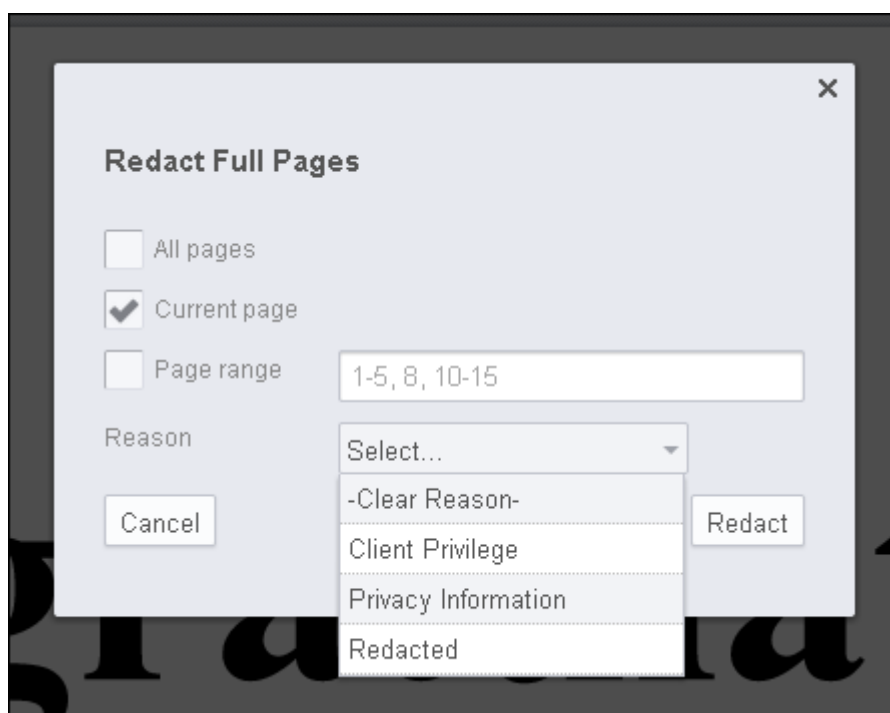 Redact Full Pages
All pages
Current page
Page range
1-5, 8, 10-15
Reason
Select...
-Clear Reason-
Cancel
Redact
Client Privilege
Privacy Information
Redacted